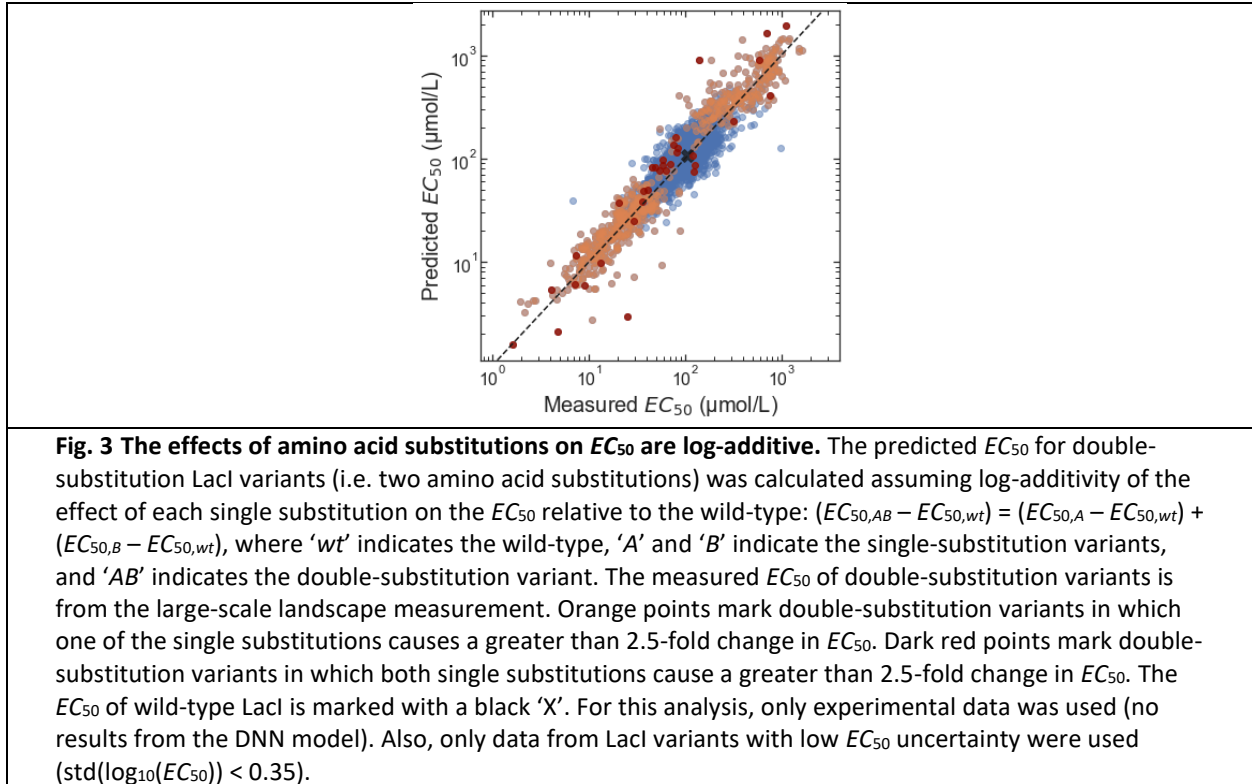 10³
10²
10¹
Predicted EC₅₀ (μmol/L)
10⁰ 10¹ 10² 10³
Measured EC₅₀ (μmol/L)
Fig. 3 The effects of amino acid substitutions on EC₅₀ are log-additive. The predicted EC₅₀ for double-
substitution LacI variants (i.e. two amino acid substitutions) was calculated assuming log-additivity of the
effect of each single substitution on the EC₅₀ relative to the wild-type: (EC₅₀,AB – EC₅₀,wt) = (EC₅₀,A – EC₅₀,wt) +
(EC₅₀,B – EC₅₀,wt), where ‘wt’ indicates the wild-type, ‘A’ and ‘B’ indicate the single-substitution variants,
and ‘AB’ indicates the double-substitution variant. The measured EC₅₀ of double-substitution variants is
from the large-scale landscape measurement. Orange points mark double-substitution variants in which
one of the single substitutions causes a greater than 2.5-fold change in EC₅₀. Dark red points mark double-
substitution variants in which both single substitutions cause a greater than 2.5-fold change in EC₅₀. The
EC₅₀ of wild-type LacI is marked with a black ‘X’. For this analysis, only experimental data was used (no
results from the DNN model). Also, only data from LacI variants with low EC₅₀ uncertainty were used
(std(log₁₀(EC₅₀)) < 0.35).